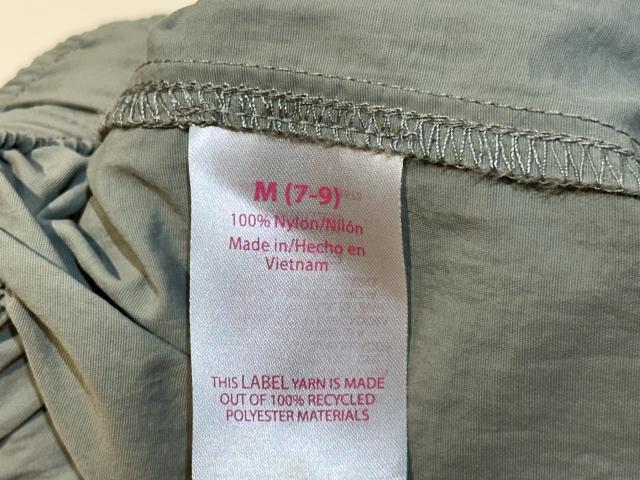 M (7-9)
100% Nylon/Nilón
Made in/Hecho en
Vietnam
THIS LABEL YARN IS MADE
OUT OF 100% RECYCLED
POLYESTER MATERIALS